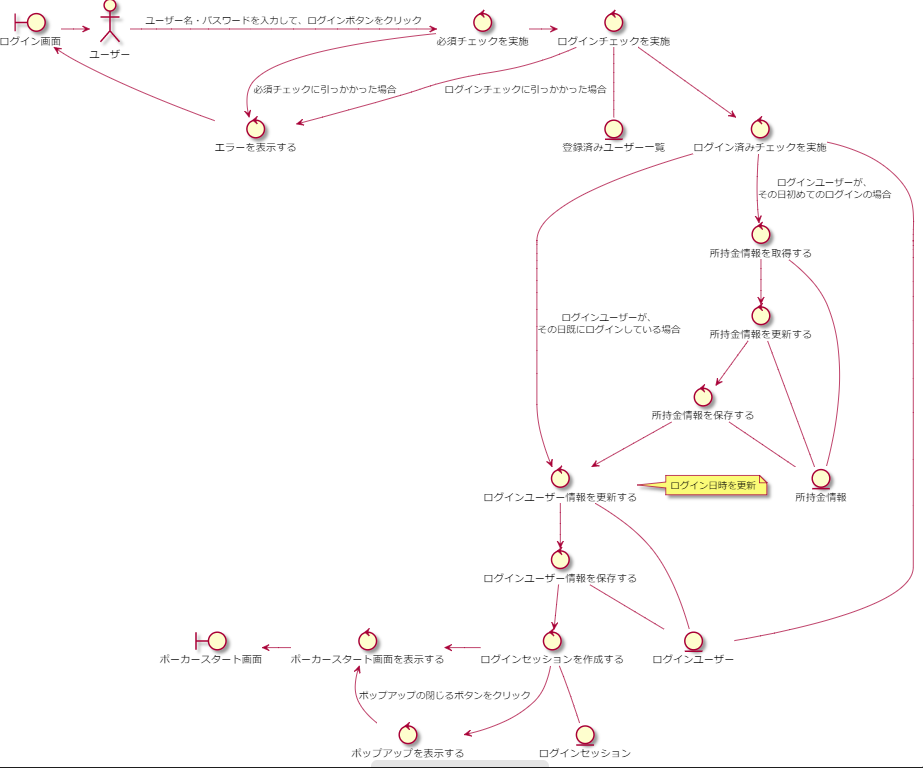 ユーザー名・パスワードを入力して、ログインボタンをクリック
ログイン画面
ユーザー
必須チェックを実施
ログインチェックを実施
必須チェックに引っかかった場合
ログインチェックに引っかかった場合
エラーを表示する
登録済みユーザー一覧
ログイン済みチェックを実施
ログインユーザーが、
その日初めてのログインの場合
所持金情報を取得する
ログインユーザーが、
その日既にログインしている場合
所持金情報を更新する
所持金情報を保存する
ログインユーザー情報を更新する
ログイン日時を更新
所持金情報
ログインユーザー情報を保存する
ポーカースタート画面
ポーカースタート画面を表示する
ログインセッションを作成する
ログインユーザー
ポップアップの閉じるボタンをクリック
ポップアップを表示する
ログインセッション